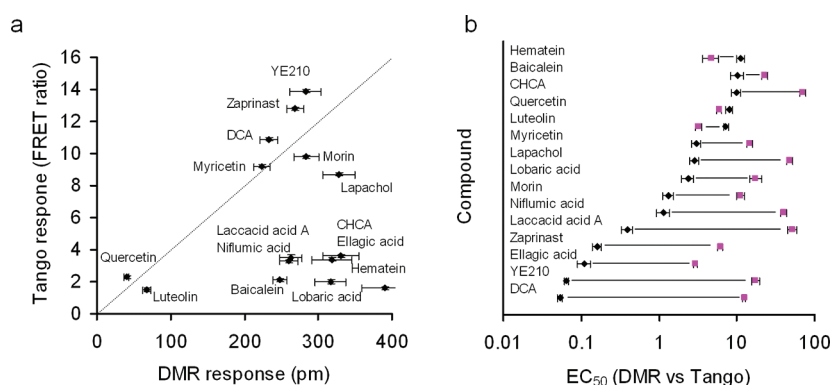 a
Tango respone (FRET ratio)
16
14
12
10
8
6
4
2
0
YE210
Zaprinast
DCA
Myricetin
Morin
Lapachol
Laccacid acid A
CHCA
Niflumic acid
Ellagic acid
Quercetin
Hematein
Baicalein
Lobaric acid
Luteolin
0 100 200 300 400
DMR response (pm)
b
Compound
Hematein
Baicalein
CHCA
Quercetin
Luteolin
Myricetin
Lapachol
Lobaric acid
Morin
Niflumic acid
Laccacid acid A
Zaprinast
Ellagic acid
YE210
DCA
0.01 0.1 1 10 100
EC50 (DMR vs Tango)